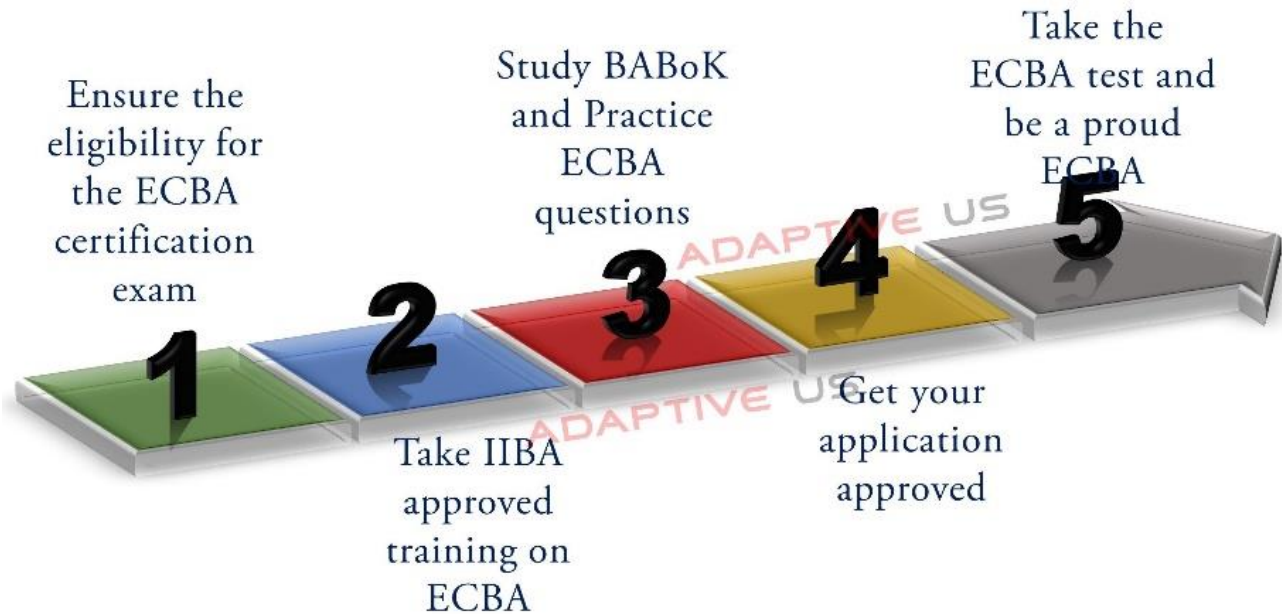 1
Ensure the
eligibility for
the ECBA
certification
exam
2
Take IIBA
approved
training on
ECBA
3
Study BABoK
and Practice
ECBA
questions
4
Get your
application
approved
5
Take the
ECBA test and
be a proud
ECBA
ADAPTIVE US
ADAPTIVE US